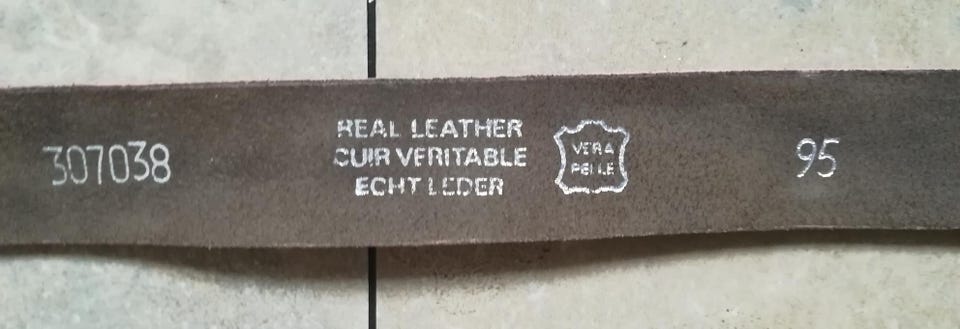 307038
REAL LEATHER
CUIR VERITABLE
ECHT LEDER
VERA
PELLE
95